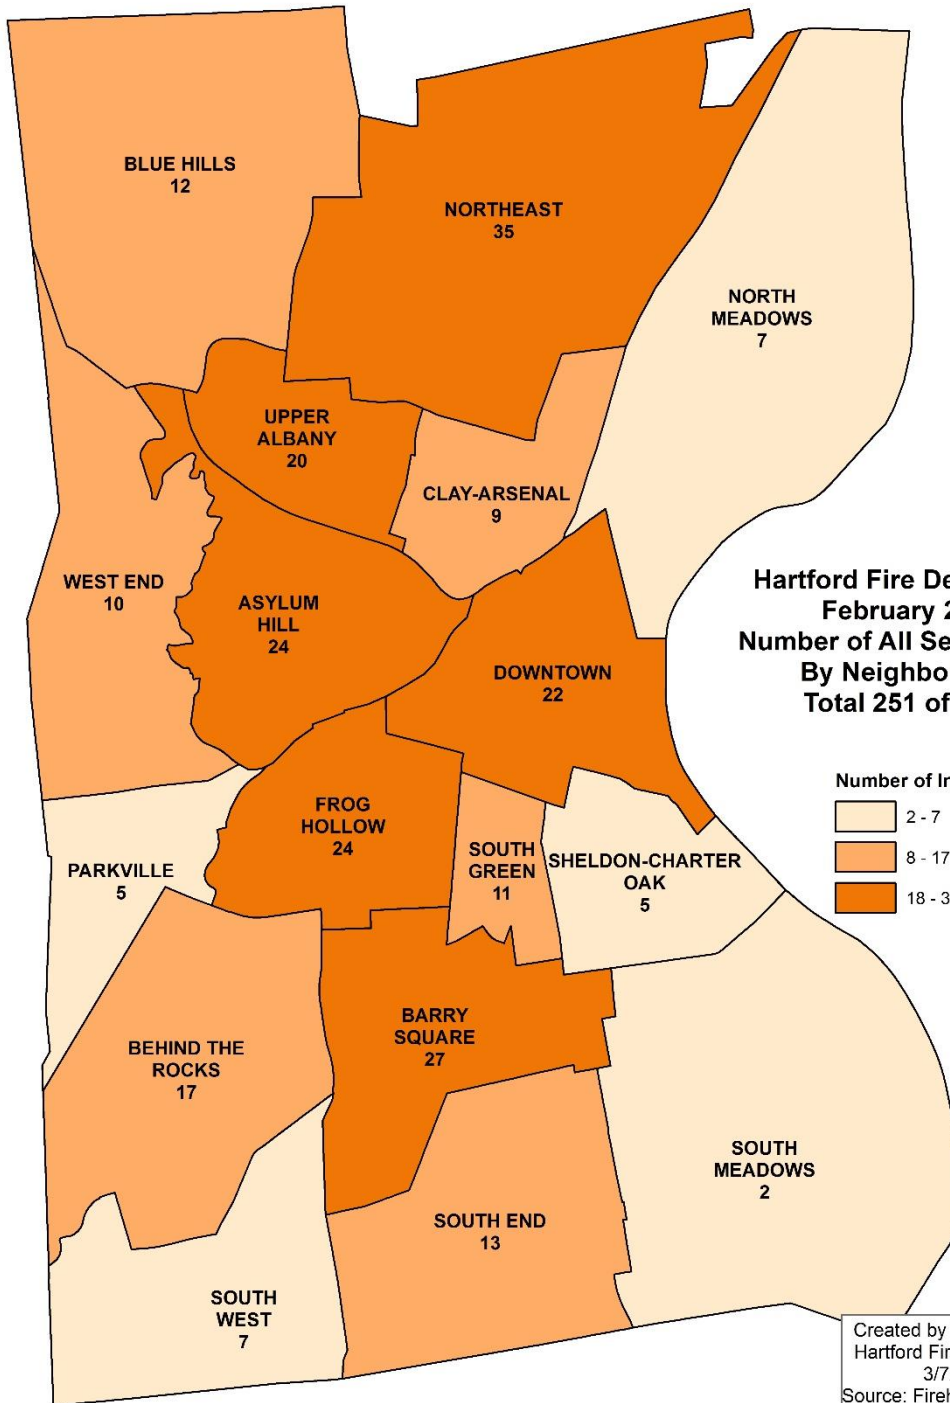 BLUE HILLS
12
NORTHEAST
35
NORTH
MEADOWS
7
UPPER
ALBANY
20
CLAY-ARSENAL
9
WEST END
10
ASYLUM
HILL
24
DOWNTOWN
22
Hartford Fire De
February 2
Number of All Se
By Neighbo
Total 251 of
Number of In
2 - 7
8 - 17
18 - 3
FROG
HOLLOW
24
SOUTH
GREEN
11
SHELDON-CHARTER
OAK
5
PARKVILLE
5
BARRY
SQUARE
27
BEHIND THE
ROCKS
17
SOUTH
MEADOWS
2
SOUTH END
13
SOUTH
WEST
7
Created by
Hartford Fir
3/7
Source: Fireh